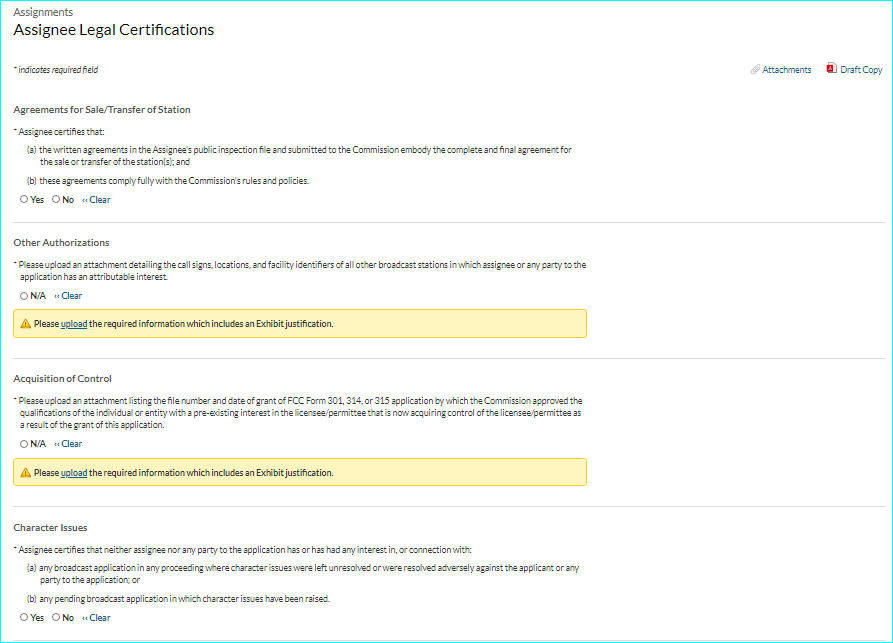 Assignments
Assignee Legal Certifications
* indicates required field
Attachments
Draft Copy
Agreements for Sale/Transfer of Station
* Assignee certifies that:
(a) the written agreements in the Assignee's public inspection file and submitted to the Commission embody the complete and final agreement for
the sale or transfer of the station(s); and
(b) these agreements comply fully with the Commission's rules and policies.
Yes No ‹‹ Clear
Other Authorizations
* Please upload an attachment detailing the call signs, locations, and facility identifiers of all other broadcast stations in which assignee or any party to the
application has an attributable interest.
N/A ‹‹ Clear
Please upload the required information which includes an Exhibit justification.
Acquisition of Control
* Please upload an attachment listing the file number and date of grant of FCC Form 301, 314, or 315 application by which the Commission approved the
qualifications of the individual or entity with a pre-existing interest in the licensee/permittee that is now acquiring control of the licensee/permittee as
a result of the grant of this application.
N/A ‹‹ Clear
Please upload the required information which includes an Exhibit justification.
Character Issues
* Assignee certifies that neither assignee nor any party to the application has or has had any interest in, or connection with:
(a) any broadcast application in any proceeding where character issues were left unresolved or were resolved adversely against the applicant or any
party to the application; or
(b) any pending broadcast application in which character issues have been raised.
Yes No ‹‹ Clear